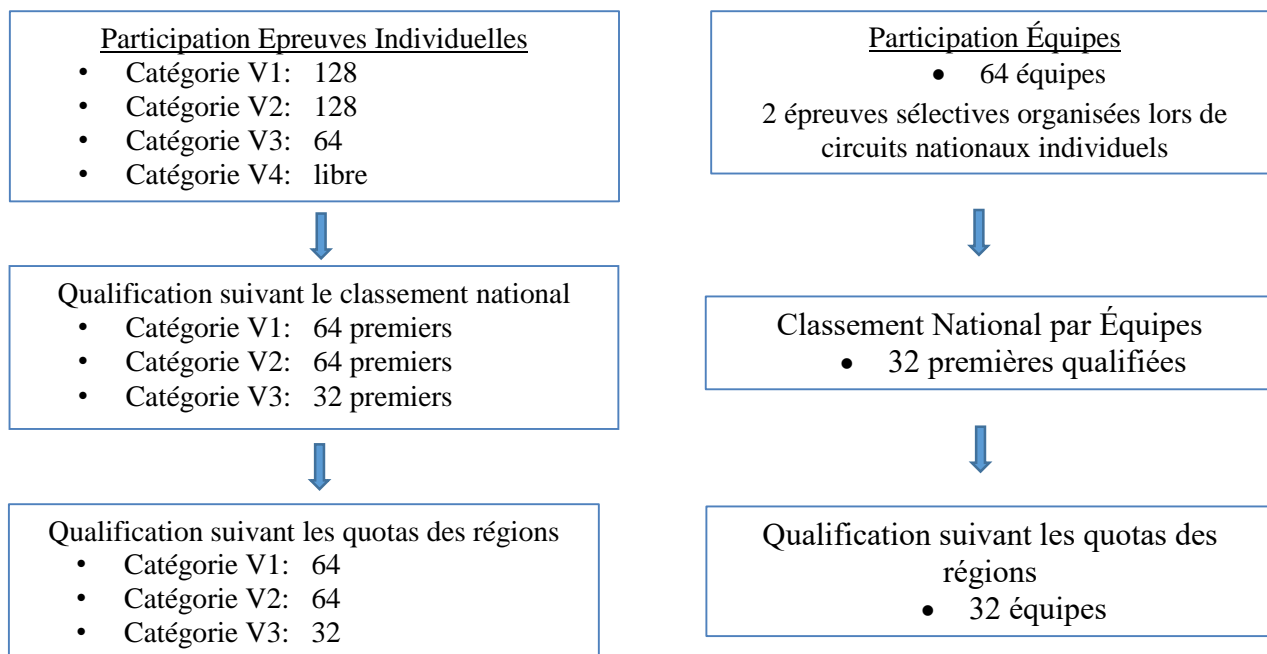 Participation Epreuves Individuelles
• Catégorie V1: 128
• Catégorie V2: 128
• Catégorie V3: 64
• Catégorie V4: libre
Qualification suivant le classement national
• Catégorie V1: 64 premiers
• Catégorie V2: 64 premiers
• Catégorie V3: 32 premiers
Qualification suivant les quotas des régions
• Catégorie V1: 64
• Catégorie V2: 64
• Catégorie V3: 32
Participation Équipes
• 64 équipes
2 épreuves sélectives organisées lors de
circuits nationaux individuels
Classement National par Équipes
• 32 premières qualifiées
Qualification suivant les quotas des
régions
• 32 équipes